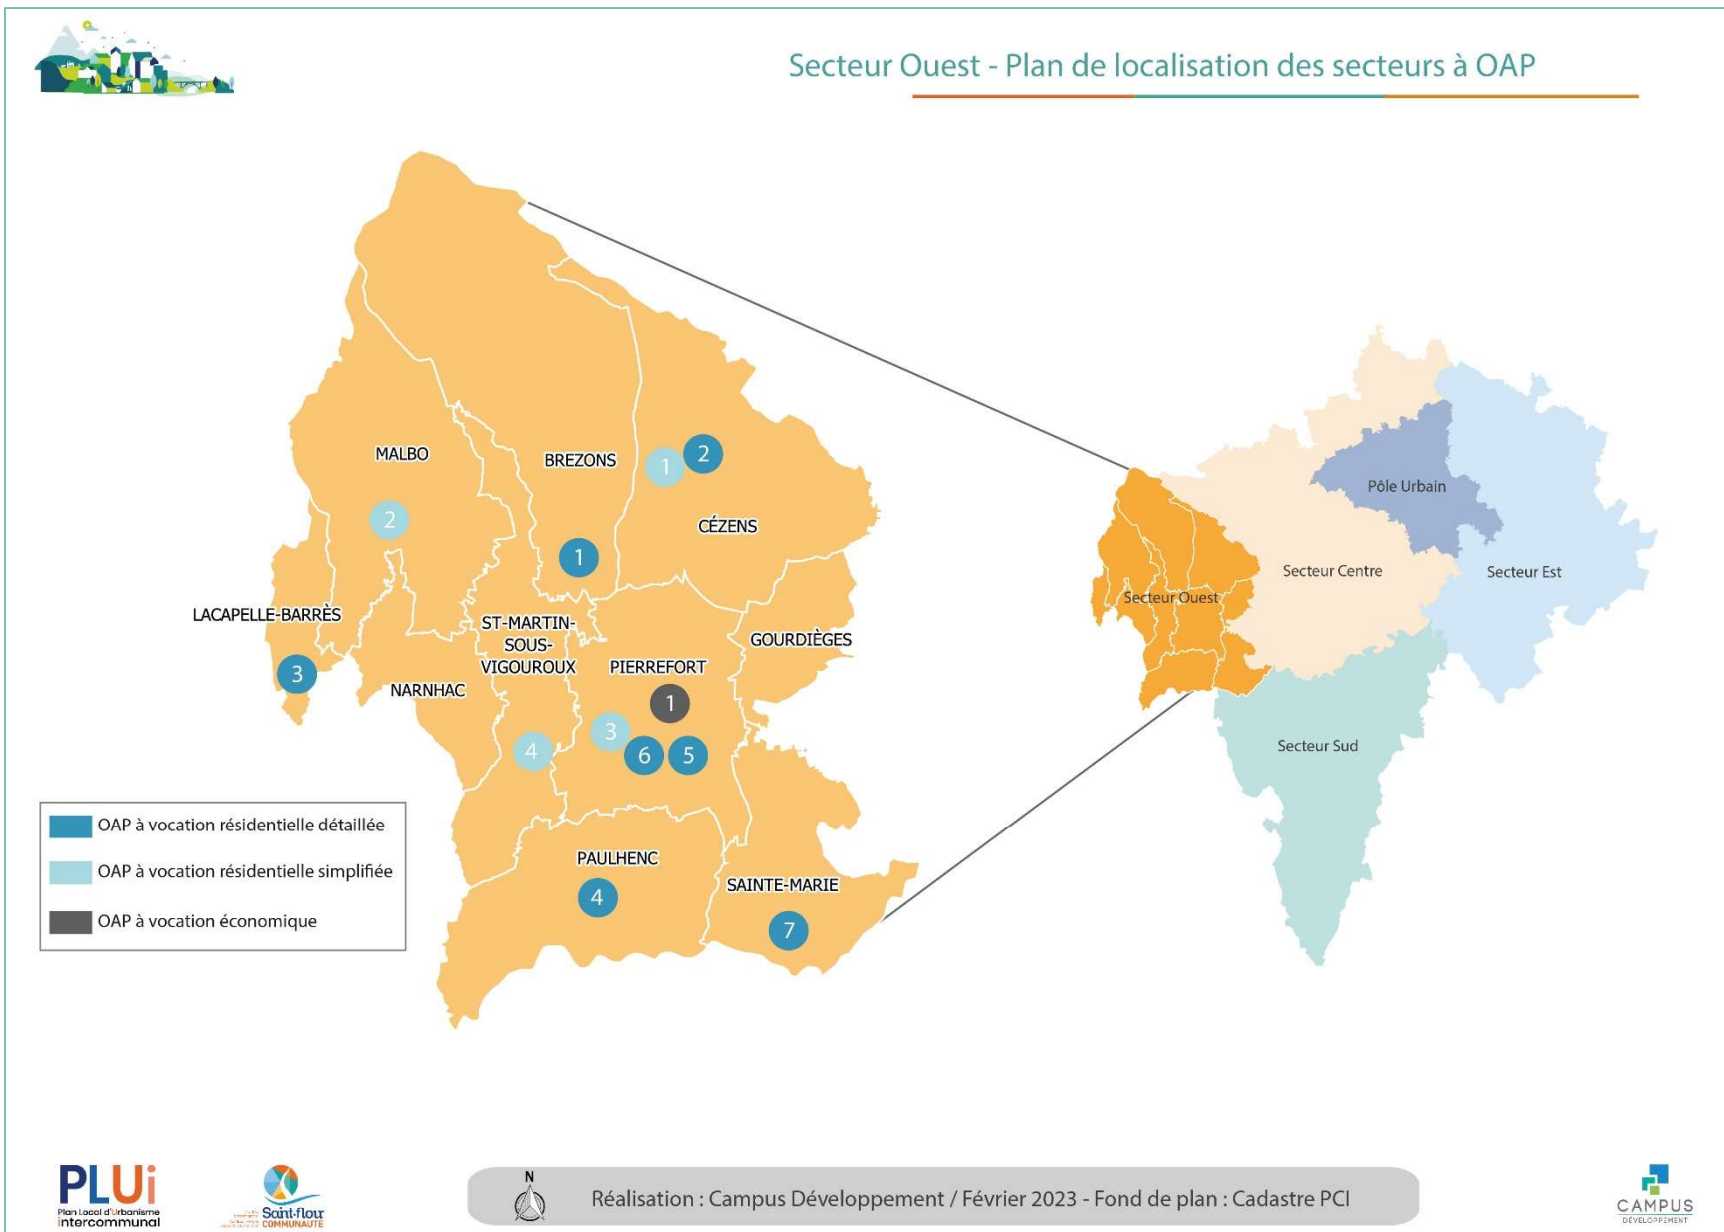 Secteur Ouest - Plan de localisation des secteurs à OAP
MALBO
BREZONS
1
2
CÉZENS
2
1
LACAPELLE-BARRÈS
3
ST-MARTIN-
SOUS-
VIGOUROUX
GOURDIÈGES
PIERREFORT
NARNHAC
1
3
4
6
5
PAULHENC
4
SAINTE-MARIE
7
Pôle Urbain
Secteur Centre
Secteur Est
Secteur Ouest
Secteur Sud
OAP à vocation résidentielle détaillée
OAP à vocation résidentielle simplifiée
OAP à vocation économique
PLUi
Plan Local d'Urbanisme
intercommunal
Saint-flour
COMMUNAUTÉ
N
Réalisation : Campus Développement / Février 2023 - Fond de plan : Cadastre PCI
CAMPUS
DÉVELOPPEMENT